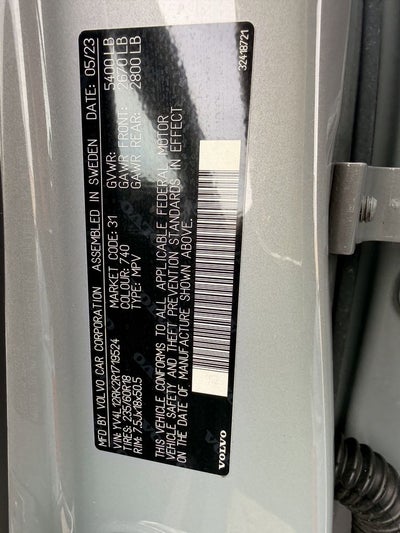 MFD BY VOLVO CAR CORPORATION ASSEMBLED IN SWEDEN DATE: 05/23
VIN: YV4L12RK2R1719524
GVWR: 5400 LB
TIRES: 235/60R18
MARKET CODE: 31
GAWR FRONT: 2670 LB
RIM: 7.5Jx18x50.5
COLOUR: 740
GAWR REAR: 2800 LB
TYPE: MPV
THIS VEHICLE CONFORMS TO ALL APPLICABLE FEDERAL MOTOR
VEHICLE SAFETY AND THEFT PREVENTION STANDARDS IN EFFECT
ON THE DATE OF MANUFACTURE SHOWN ABOVE.
VOLVO
32418721